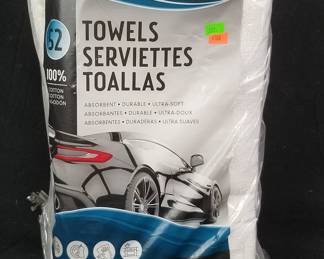 62
TOWELS
SERVIETTES
TOALLAS
100%
COTTON
COTON
ALGODÓN
ABSORBENT • DURABLE • ULTRA-SOFT
ABSORBANTES • DURABLE • ULTRA-DOUX
ABSORBENTES • DURADERAS • ULTRA SUAVES